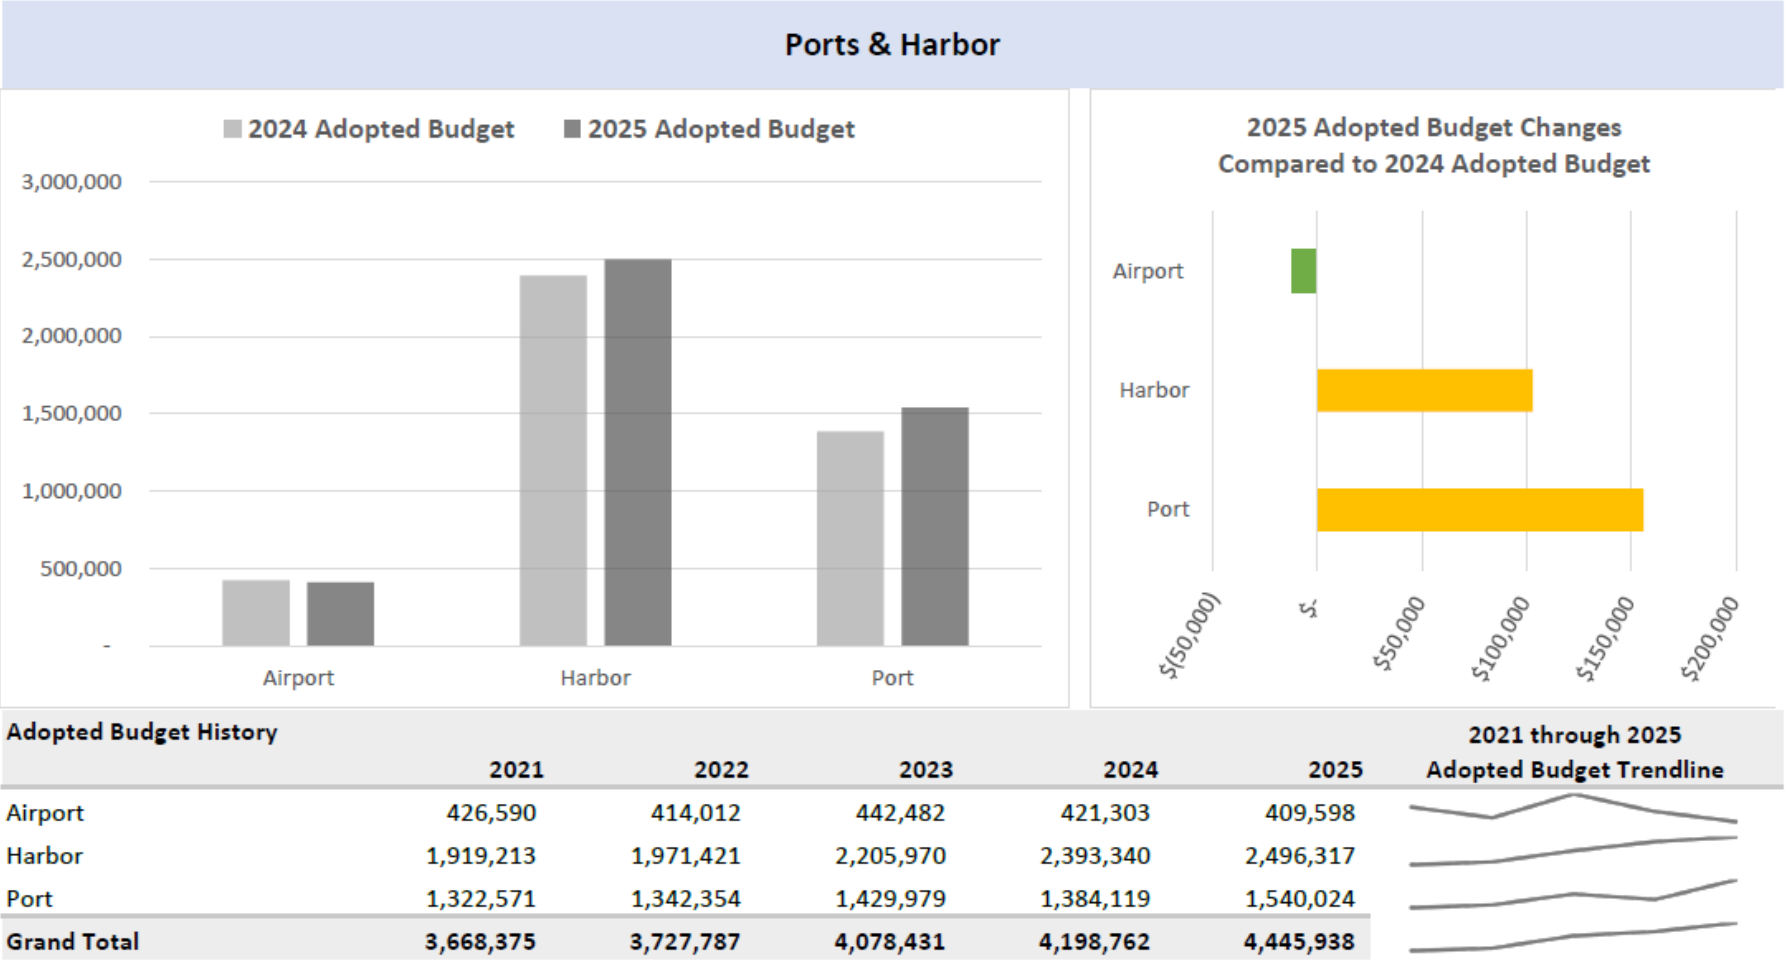 Ports & Harbor
2024 Adopted Budget 2025 Adopted Budget
3,000,000
2,500,000
2,000,000
1,500,000
1,000,000
500,000
-
Airport Harbor Port
2025 Adopted Budget Changes
Compared to 2024 Adopted Budget
Airport
Harbor
Port
$(50,000) $- $50,000 $100,000 $150,000 $200,000
Adopted Budget History
2021 through 2025
2021 2022 2023 2024 2025 Adopted Budget Trendline
Airport 426,590 414,012 442,482 421,303 409,598
Harbor 1,919,213 1,971,421 2,205,970 2,393,340 2,496,317
Port 1,322,571 1,342,354 1,429,979 1,384,119 1,540,024
Grand Total 3,668,375 3,727,787 4,078,431 4,198,762 4,445,938